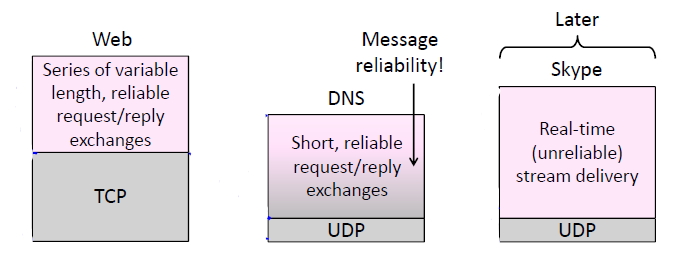 Web
Series of variable
length, reliable
request/reply
exchanges
TCP
Message
reliability!
DNS
Short, reliable
request/reply
exchanges
UDP
Later
Skype
Real-time
(unreliable)
stream delivery
UDP